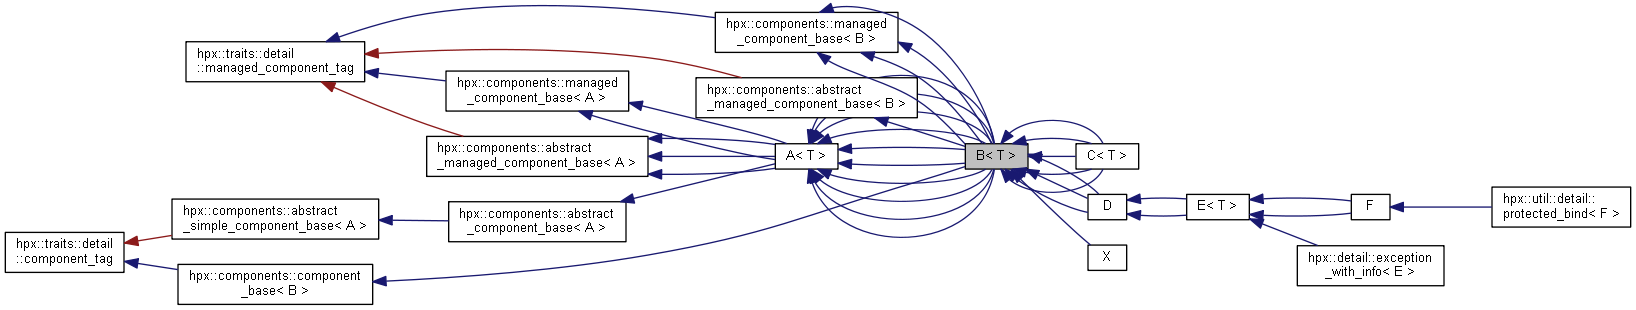 hpx::traits::detail
::managed_component_tag
hpx::traits::detail
::component_tag
hpx::components::abstract
_simple_component_base< A >
hpx::components::component
_base< B >
hpx::components::managed
_component_base< A >
hpx::components::abstract
_managed_component_base< A >
hpx::components::abstract
_component_base< A >
hpx::components::managed
_component_base< B >
hpx::components::abstract
_managed_component_base< B >
A< T >
B< T >
C< T >
D
X
E< T >
F
hpx::detail::exception
_with_info< E >
hpx::util::detail::
protected_bind< F >